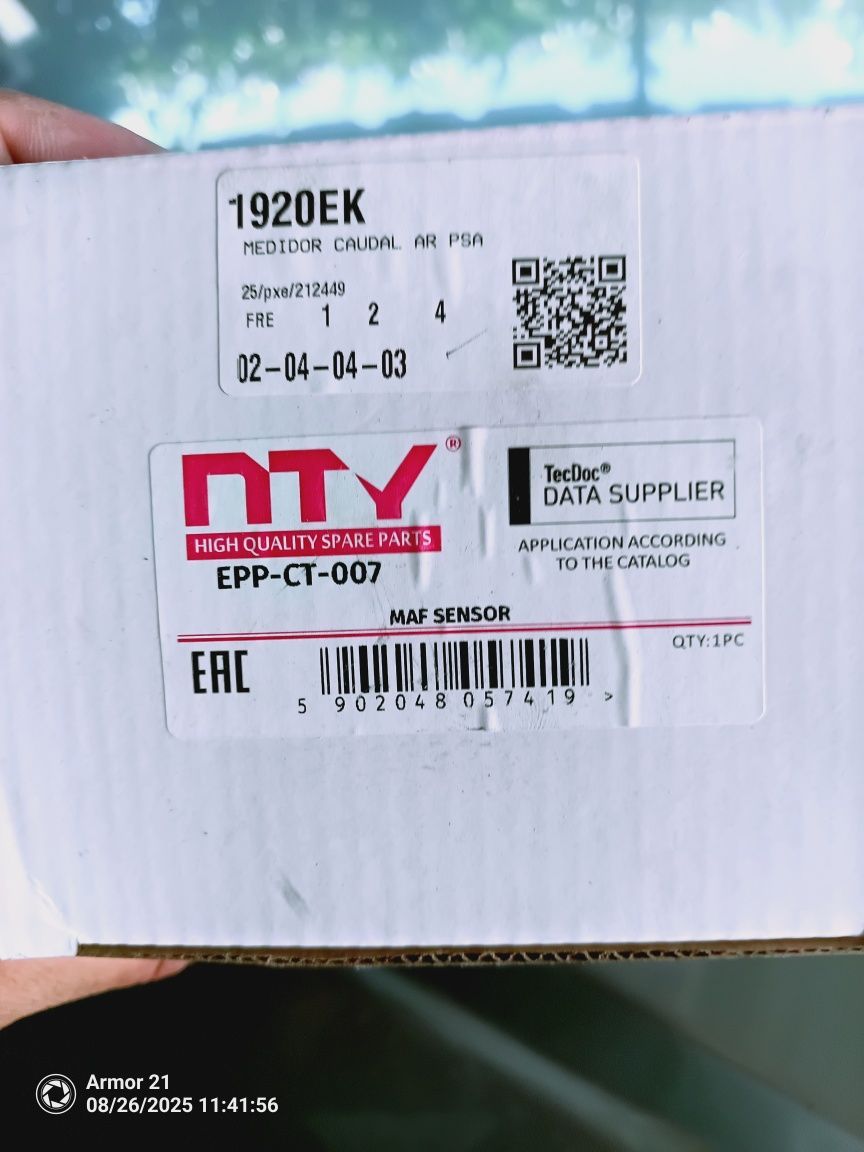 1920EK
MEDIDOR CAUDAL AR PSA
25/pxe/212449
FRE 1 2 4
02-04-04-03
NTY®
HIGH QUALITY SPARE PARTS
EPP-CT-007
TecDoc®
DATA SUPPLIER
APPLICATION ACCORDING
TO THE CATALOG
MAF SENSOR
QTY:1PC
EAC
5 902048 057419 >
Armor 21
08/26/2025 11:41:56